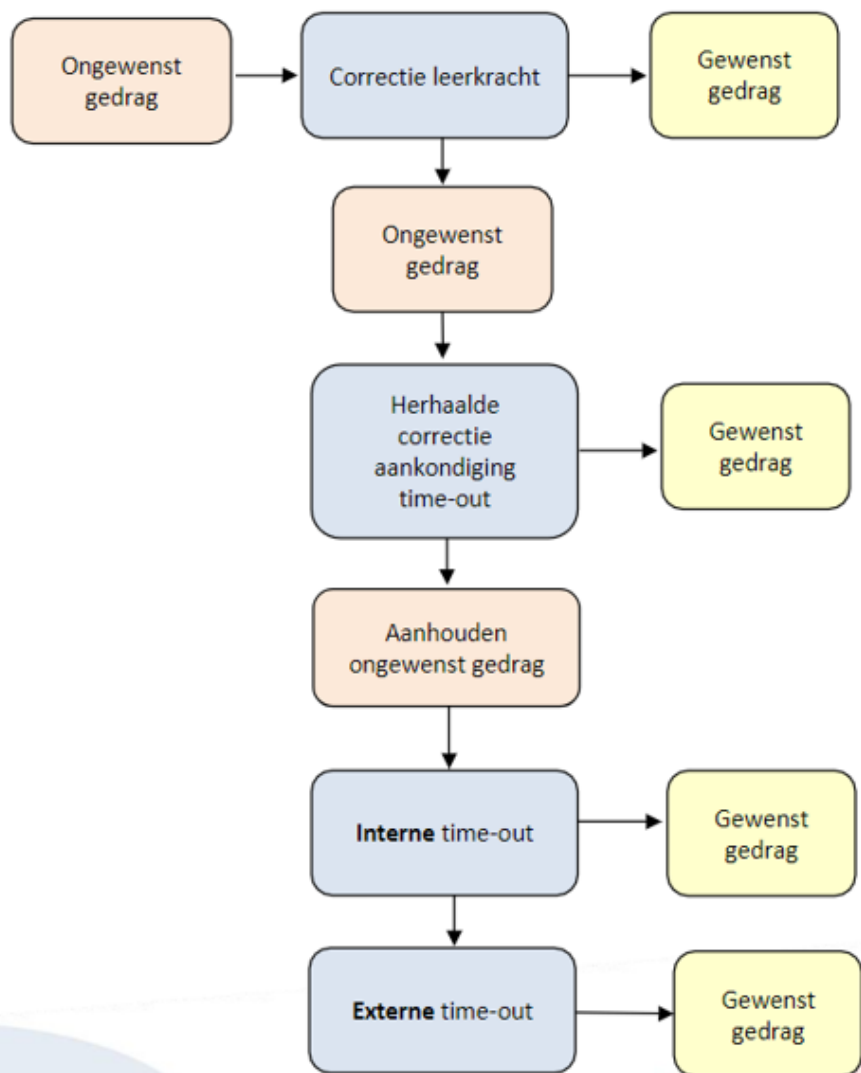 Ongewenst
gedrag
Correctie leerkracht
Gewenst
gedrag
Ongewenst
gedrag
Herhaalde
correctie
aankondiging
time-out
Gewenst
gedrag
Aanhouden
ongewenst gedrag
Interne time-out
Gewenst
gedrag
Externe time-out
Gewenst
gedrag